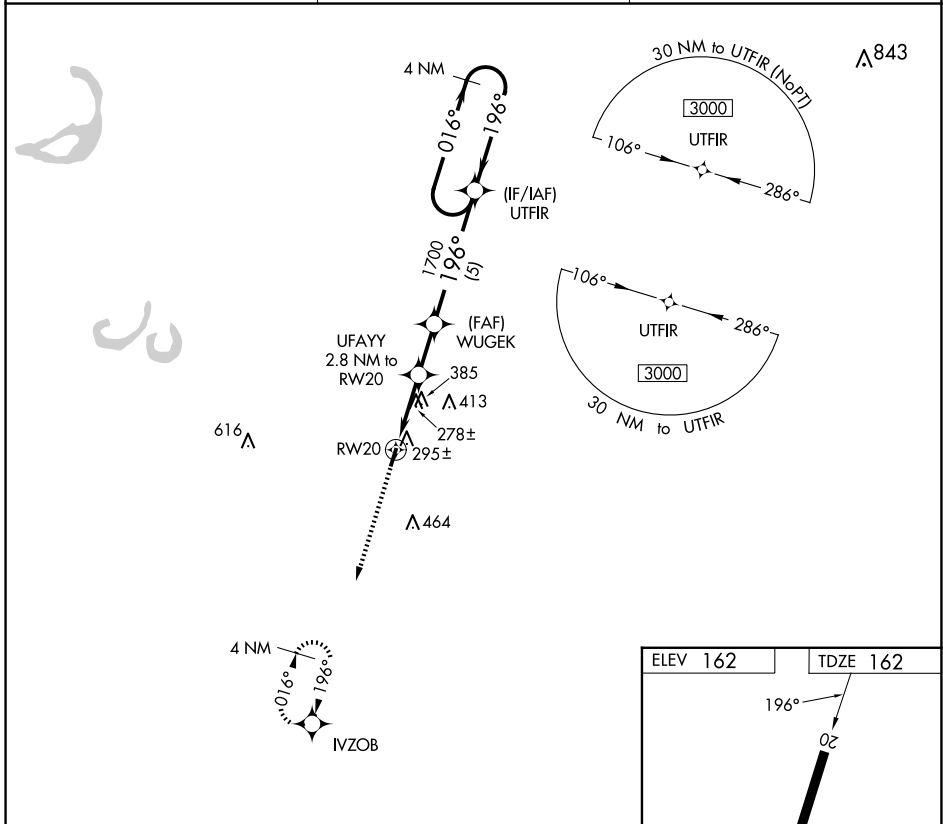 4 NM
016°
196°
(IF/IAF)
UTFIR
1700
196°
(5)
(FAF)
WUGEK
UFAYY
2.8 NM to
RW20
385
413
278±
295±
RW20
616
464
4 NM
016°
196°
IVZOB
30 NM to UTFIR (NoPT)
3000
UTFIR
106°
286°
843
106°
286°
UTFIR
3000
30 NM to UTFIR
ELEV 162
TDZE 162
196°
20